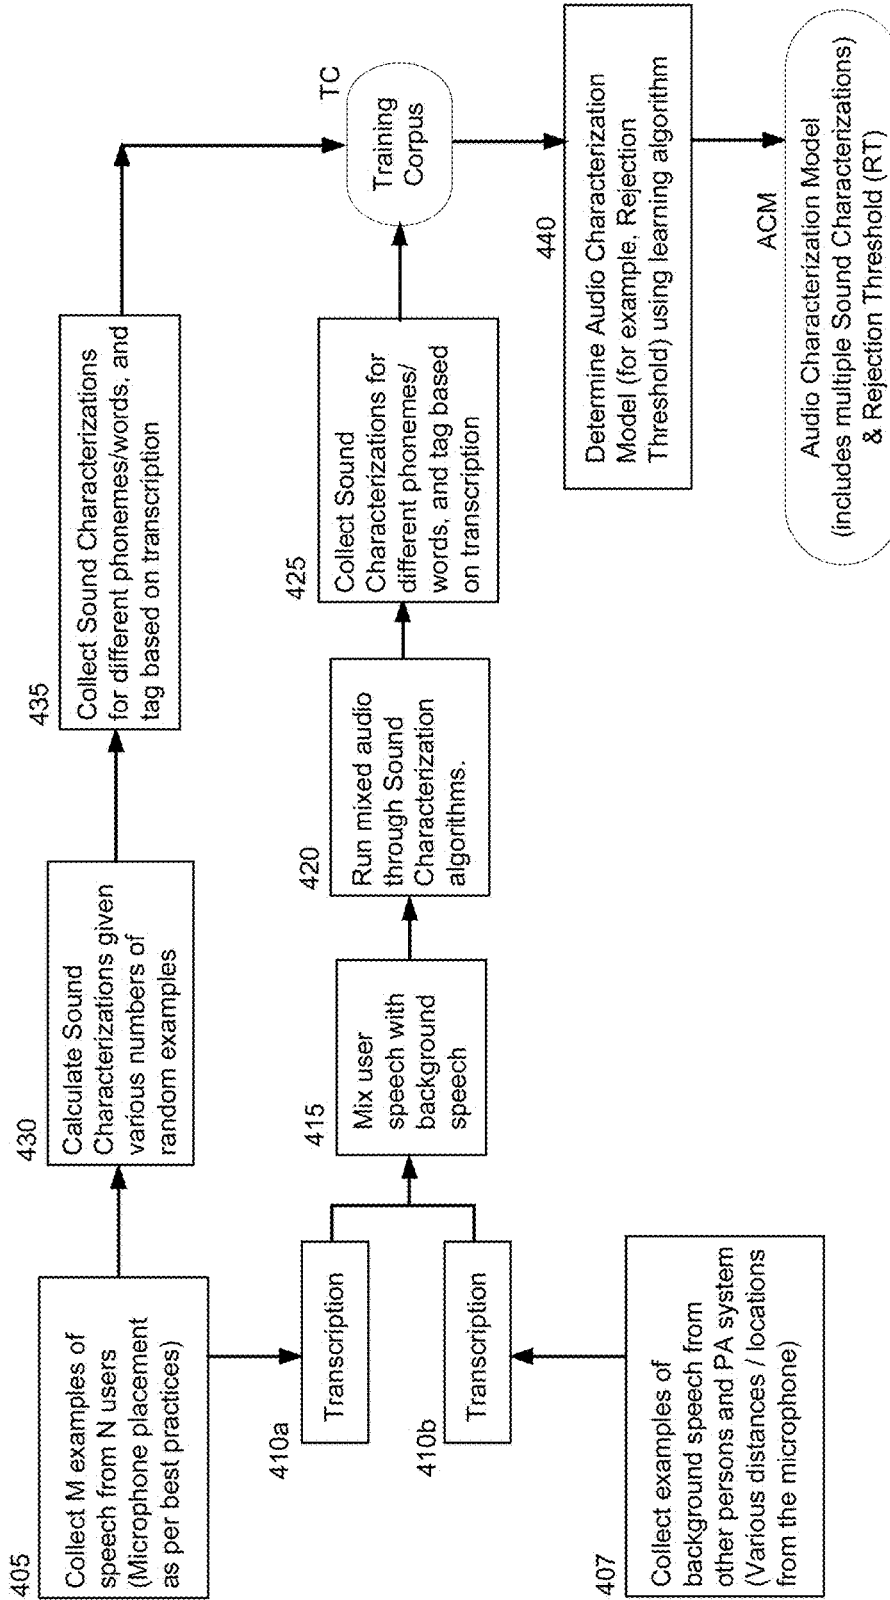 405
Collect M examples of
speech from N users
(Microphone placement
as per best practices)
430
Calculate Sound
Characterizations given
various numbers of
random examples
435
Collect Sound Characterizations
for different phonemes/words, and
tag based on transcription
410a
Transcription
410b
Transcription
407
Collect examples of
background speech from
other persons and PA system
(Various distances / locations
from the microphone)
415
Mix user
speech with
background
speech
420
Run mixed audio
through Sound
Characterization
algorithms.
425
Collect Sound
Characterizations for
different phonemes/
words, and tag based
on transcription
TC
Training
Corpus
440
Determine Audio Characterization
Model (for example, Rejection
Threshold) using learning algorithm
ACM
Audio Characterization Model
(includes multiple Sound Characterizations)
& Rejection Threshold (RT)